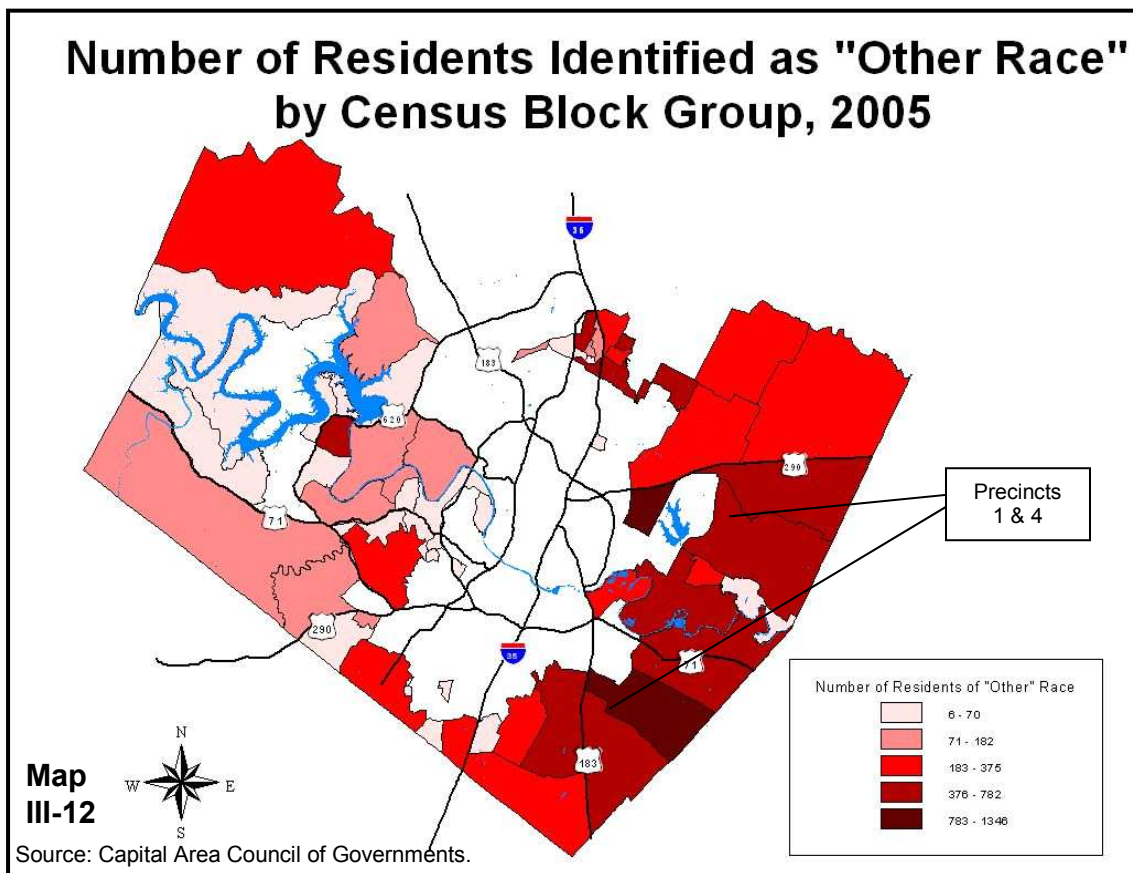 Number of Residents Identified as "Other Race"
by Census Block Group, 2005
35
183
620
290
Precincts
1 & 4
71
290
35
71
183
Number of Residents of "Other" Race
6 - 70
71 - 182
183 - 375
376 - 782
783 - 1346
N
W
E
S
Map
III-12
Source: Capital Area Council of Governments.